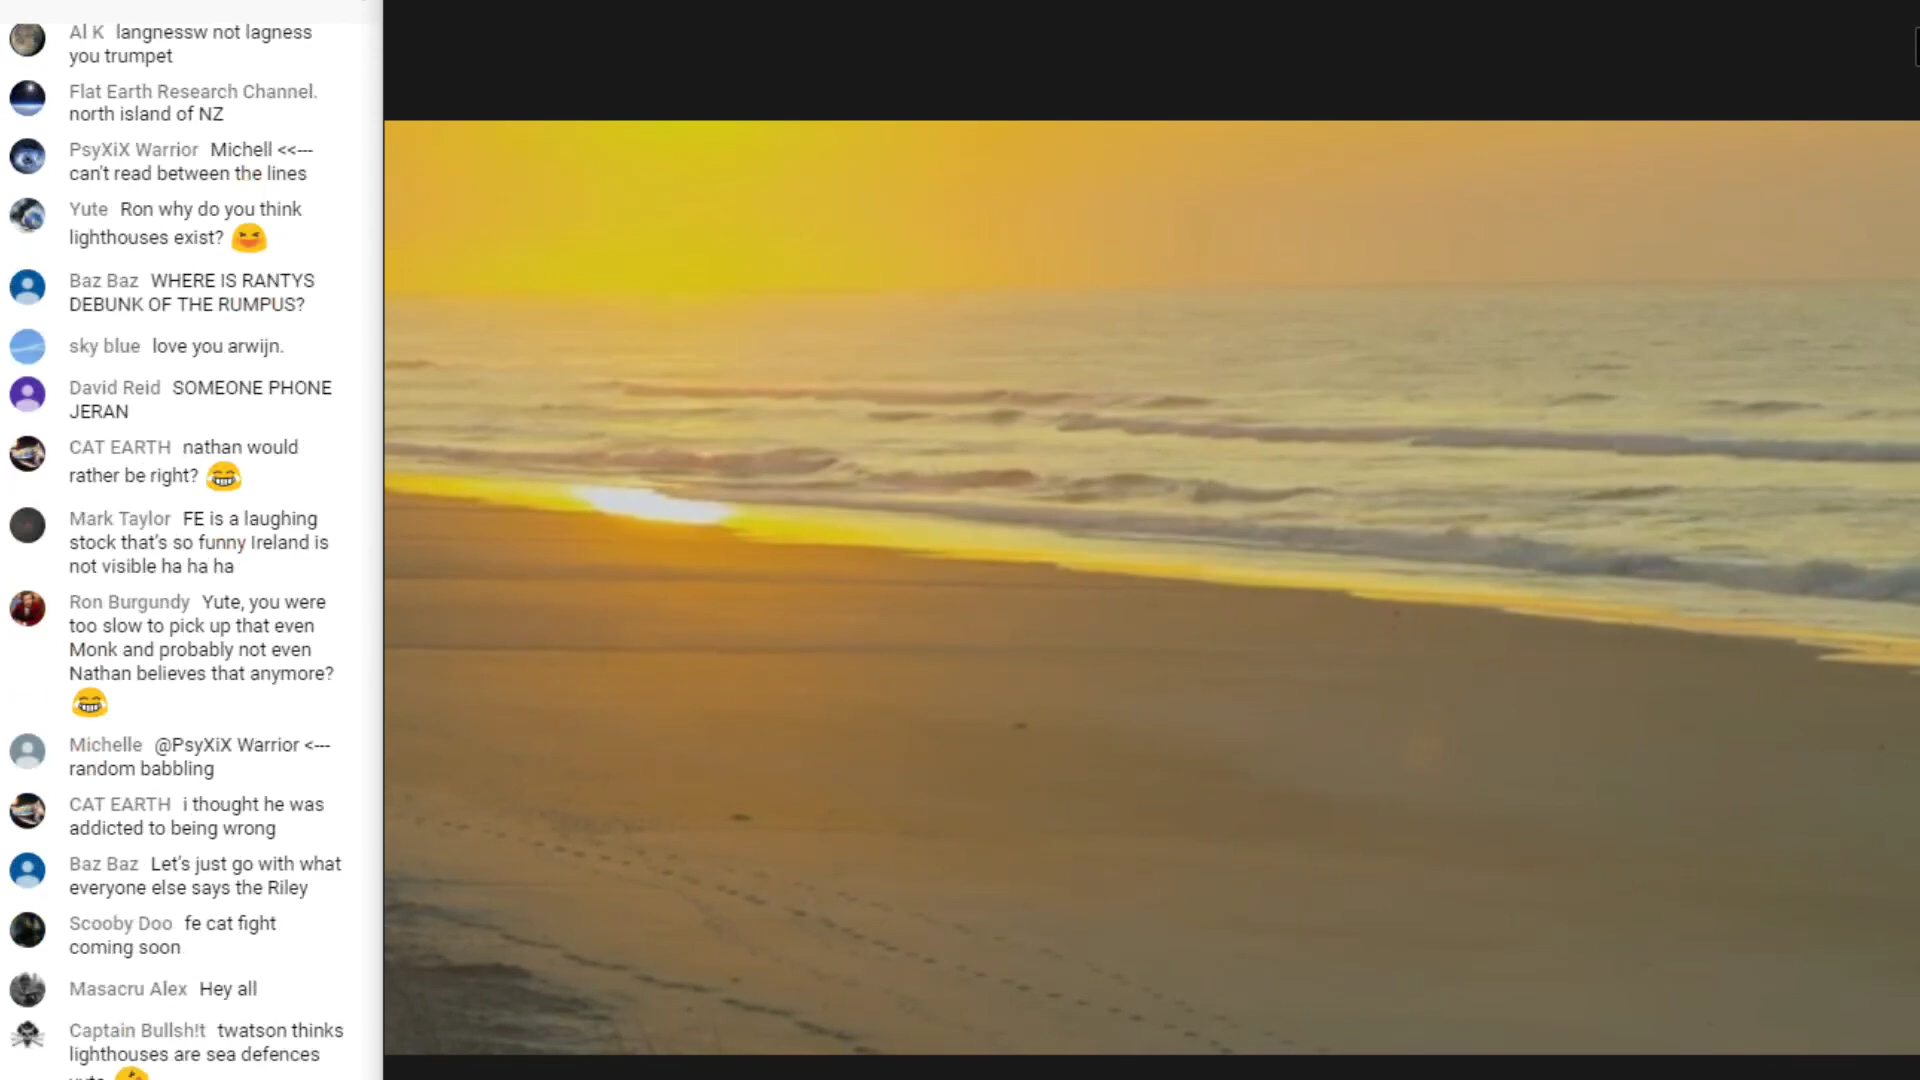 Al K langnessw not lagness
you trumpet
Flat Earth Research Channel.
north island of NZ
PsyXiX Warrior Michell <<---
can't read between the lines
Yute Ron why do you think
lighthouses exist?
Baz Baz WHERE IS RANTYS
DEBUNK OF THE RUMPUS?
sky blue love you arwijn.
David Reid SOMEONE PHONE
JERAN
CAT EARTH nathan would
rather be right?
Mark Taylor FE is a laughing
stock that's so funny Ireland is
not visible ha ha ha
Ron Burgundy Yute, you were
too slow to pick up that even
Monk and probably not even
Nathan believes that anymore?
Michelle @PsyXiX Warrior <---
random babbling
CAT EARTH i thought he was
addicted to being wrong
Baz Baz Let's just go with what
everyone else says the Riley
Scooby Doo fe cat fight
coming soon
Masacru Alex Hey all
Captain Bullsh!t twatson thinks
lighthouses are sea defences